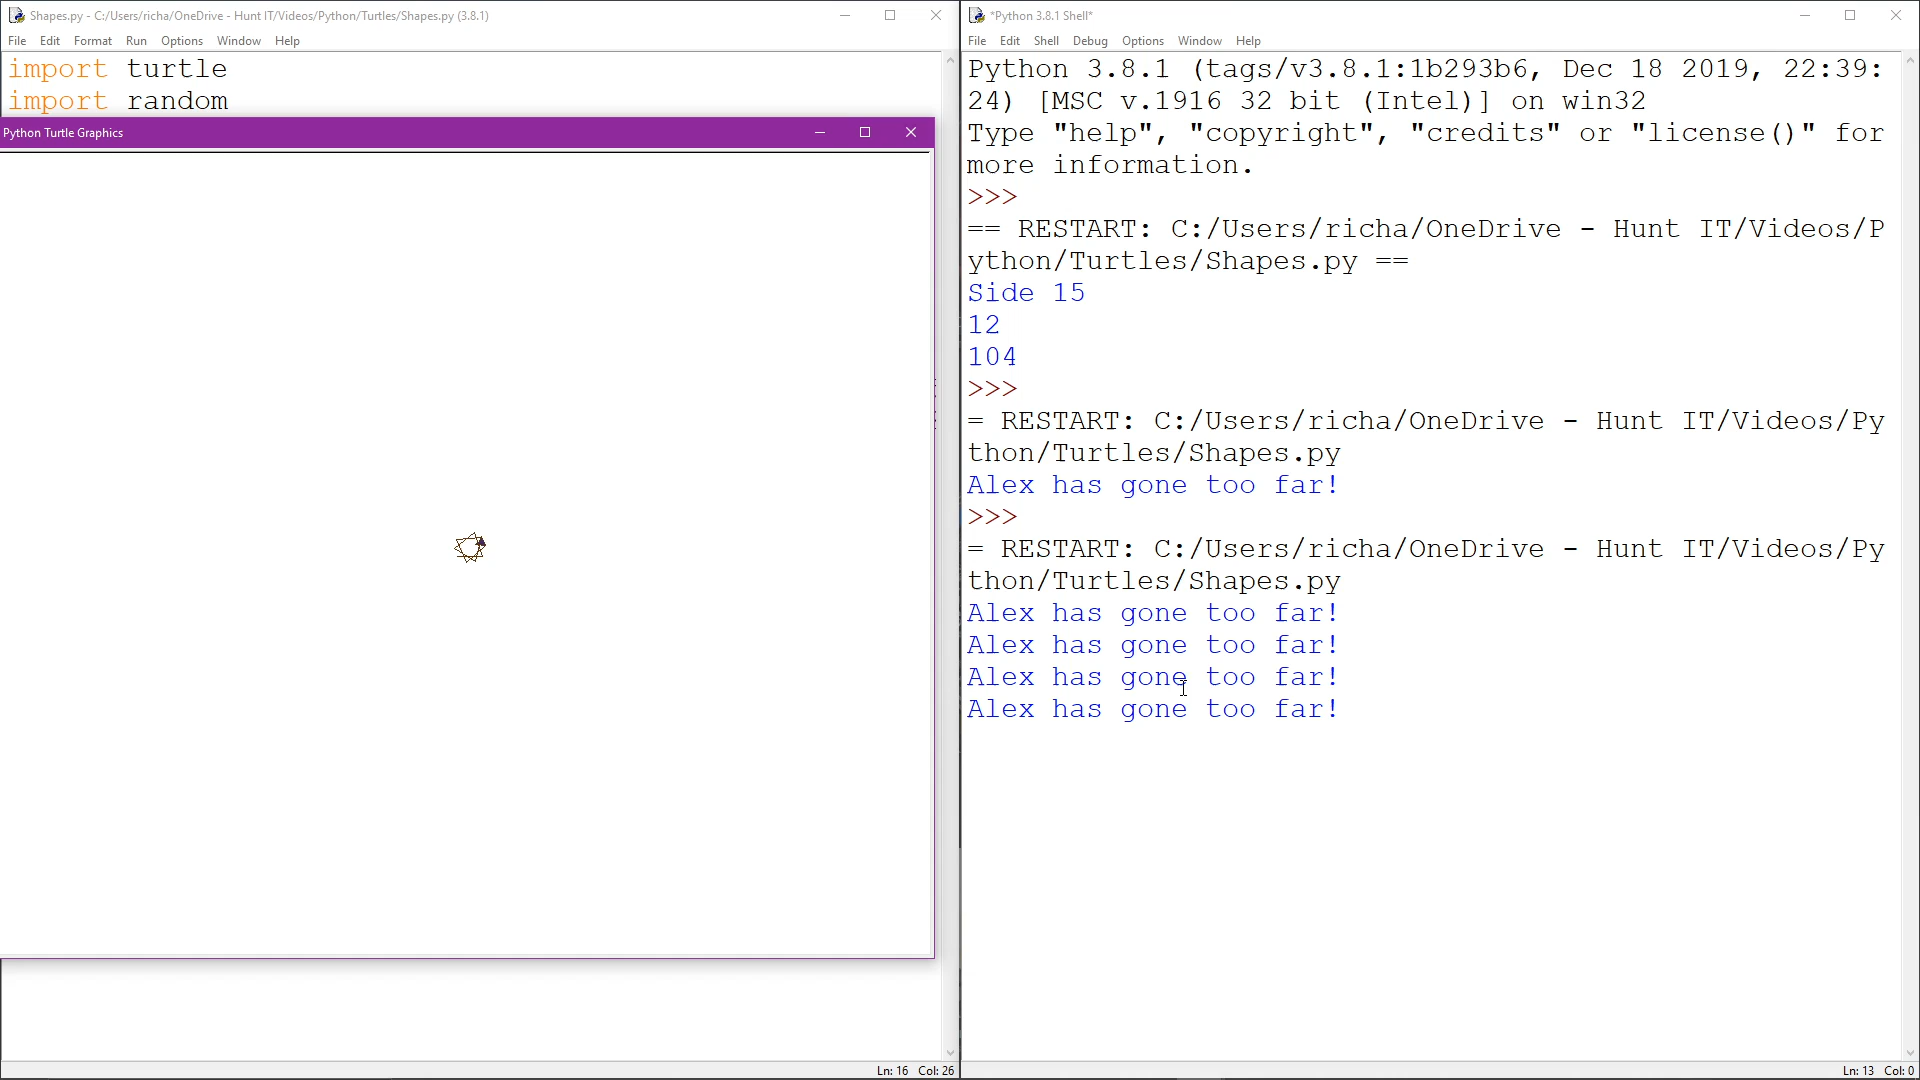 Shapes.py - C:/Users/richa/OneDrive - Hunt IT/Videos/Python/Turtles/Shapes.py (3.8.1)
File Edit Format Run Options Window Help
import turtle
import random
Python Turtle Graphics
Ln: 16 Col: 26
*Python 3.8.1 Shell*
File Edit Shell Debug Options Window Help
Python 3.8.1 (tags/v3.8.1:1b293b6, Dec 18 2019, 22:39:
24) [MSC v.1916 32 bit (Intel)] on win32
Type "help", "copyright", "credits" or "license()" for
more information.
>>>
== RESTART: C:/Users/richa/OneDrive - Hunt IT/Videos/P
ython/Turtles/Shapes.py ==
Side 15
12
104
>>>
= RESTART: C:/Users/richa/OneDrive - Hunt IT/Videos/Py
thon/Turtles/Shapes.py
Alex has gone too far!
>>>
= RESTART: C:/Users/richa/OneDrive - Hunt IT/Videos/Py
thon/Turtles/Shapes.py
Alex has gone too far!
Alex has gone too far!
Alex has gone too far!
Alex has gone too far!
Ln: 13 Col: 0